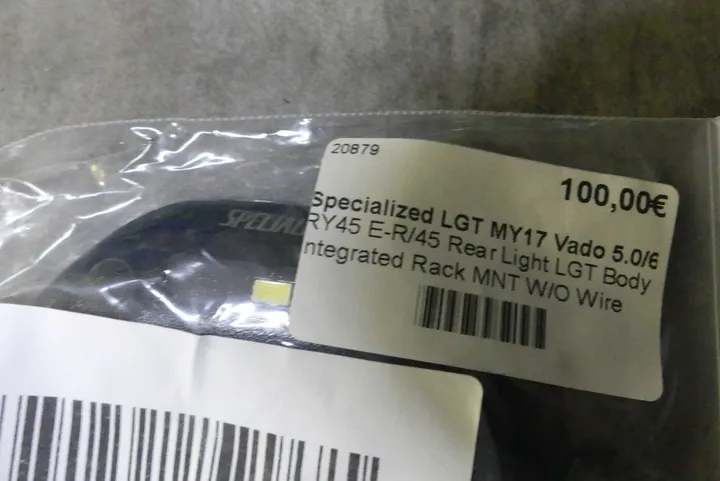 20879
100,00€
Specialized LGT MY17 Vado 5.0/6
RY45 E-R/45 Rear Light LGT Body
ntegrated Rack MNT W/O Wire
SPECIALI